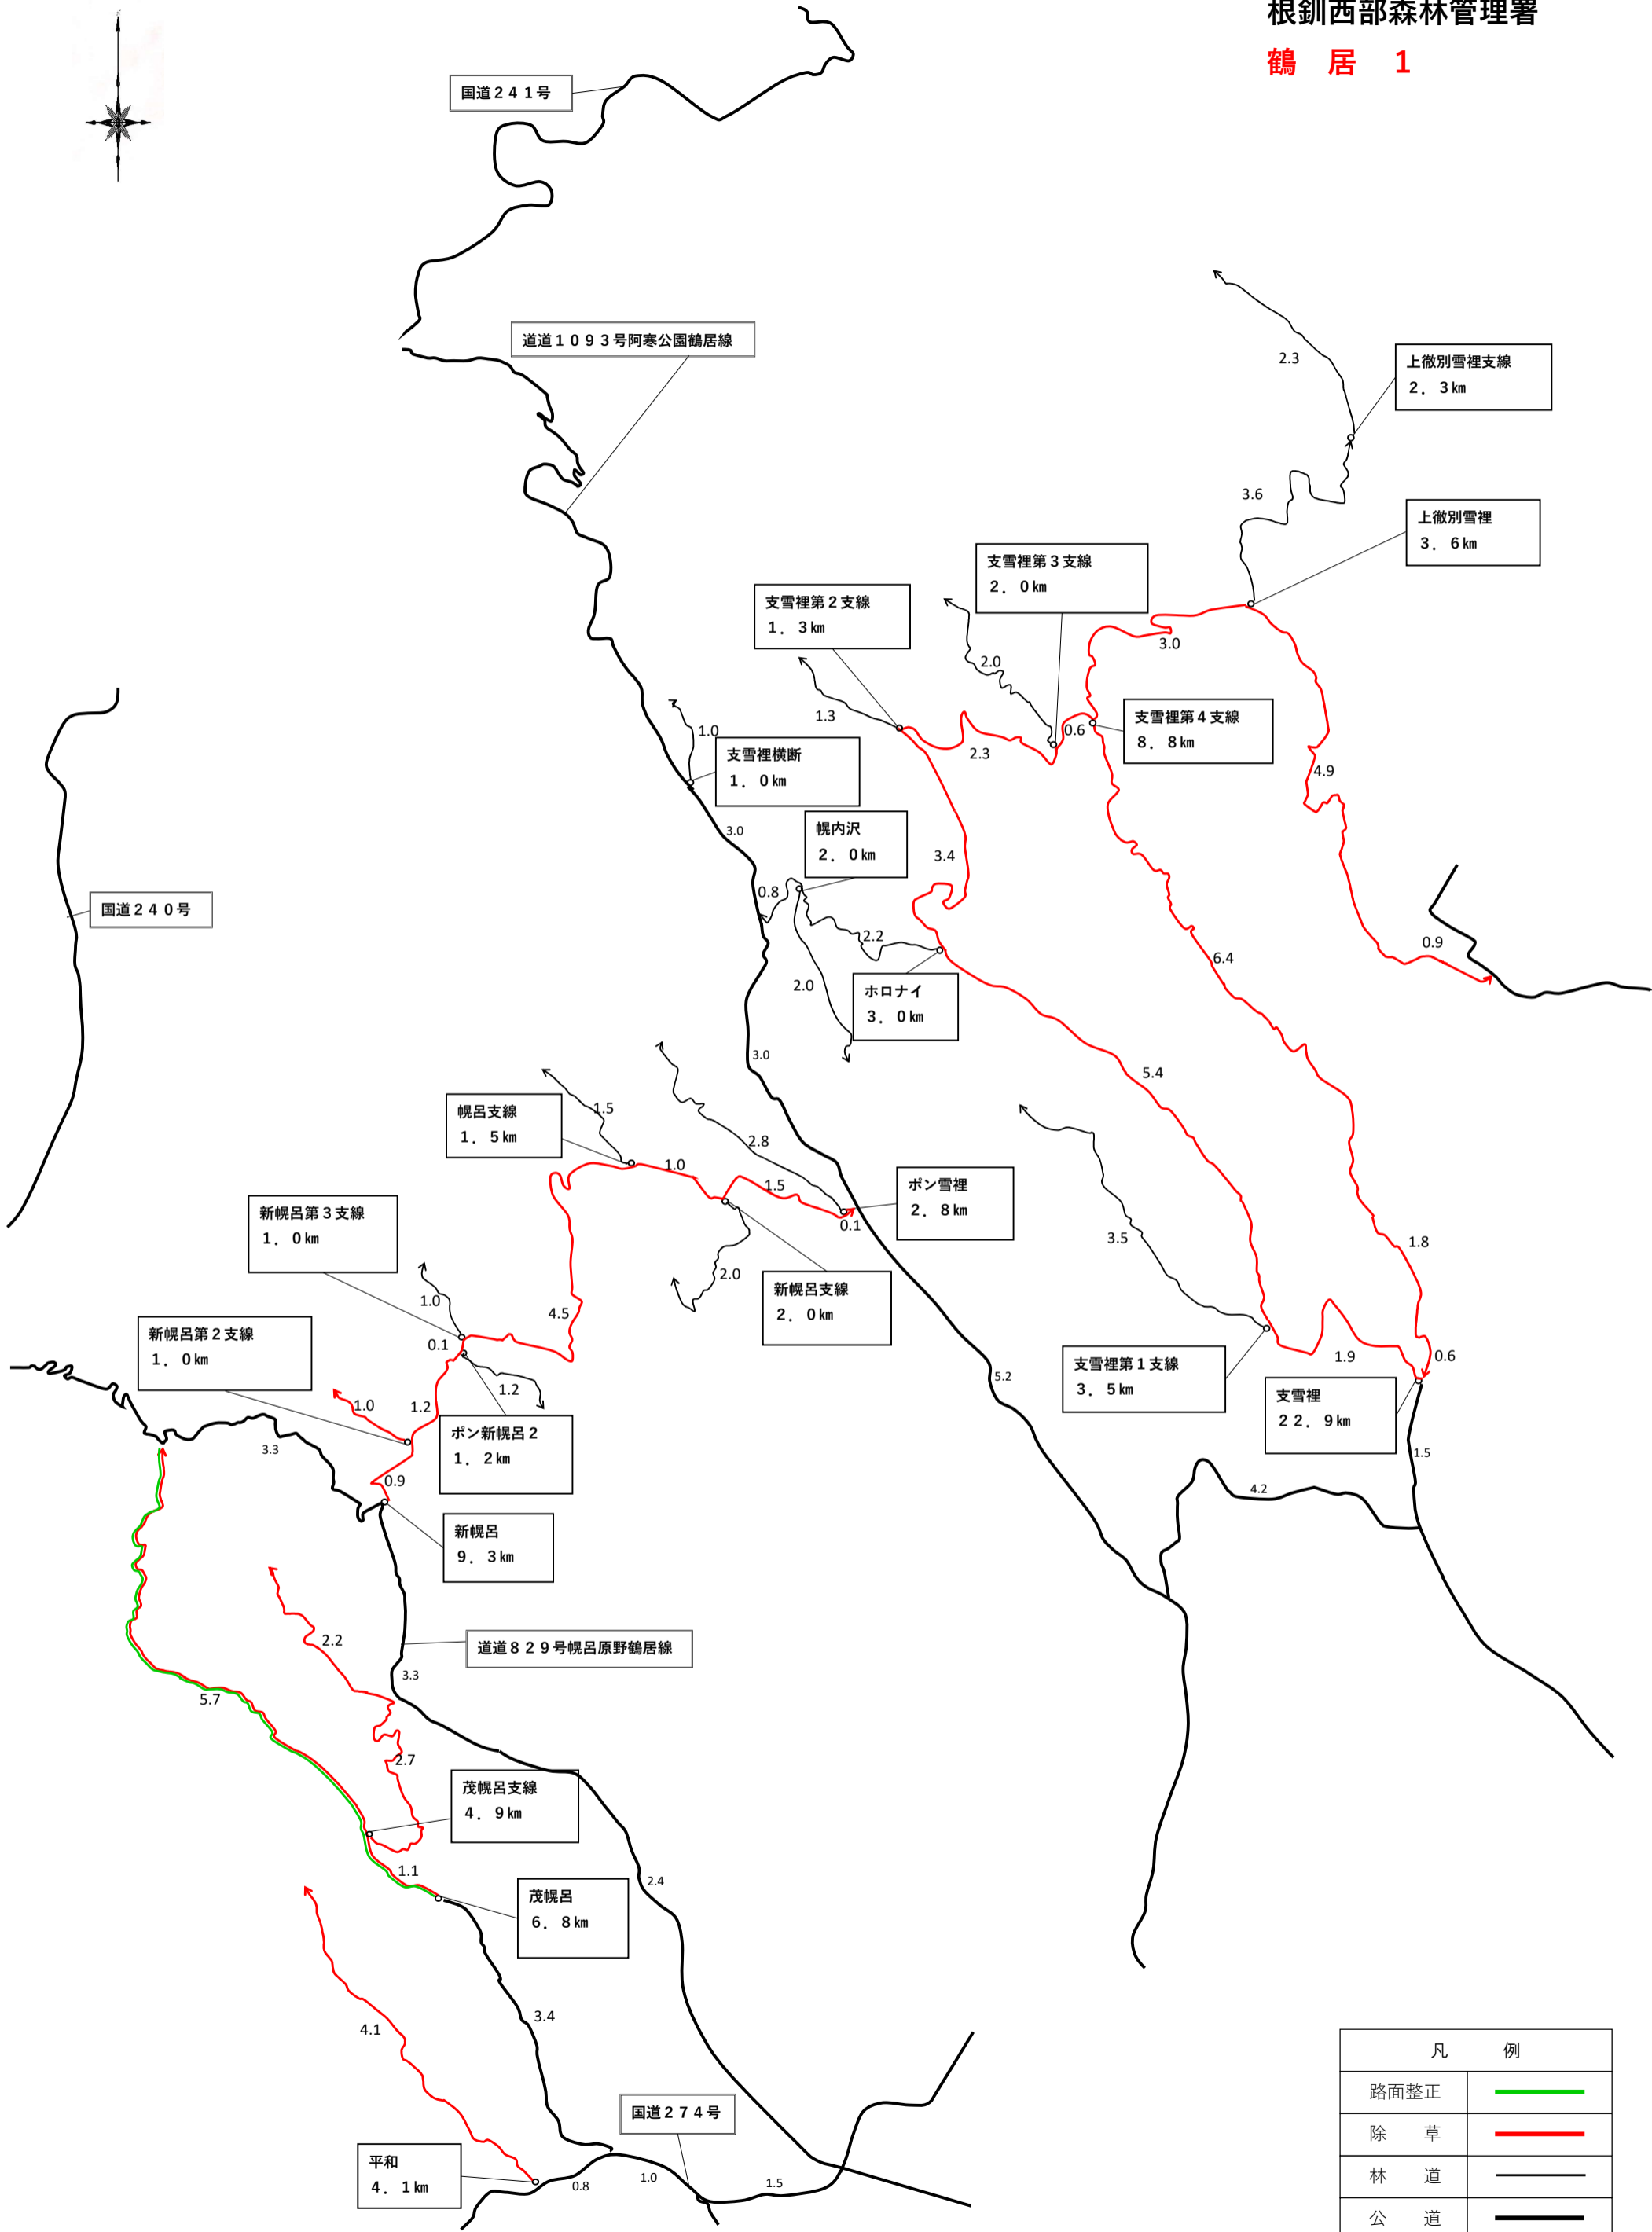 根釧西部森林管理署
鶴 居 1
国道241号
道道1093号阿寒公園鶴居線
2.3
上徹別雪裡支線
2.3㎞
3.6
上徹別雪裡
3.6㎞
支雪裡第3支線
2.0㎞
支雪裡第2支線
1.3㎞
3.0
2.0
1.3
0.6
2.3
支雪裡第4支線
8.8㎞
1.0
支雪裡横断
1.0㎞
4.9
3.0
幌内沢
2.0㎞
3.4
0.8
国道240号
2.2
0.9
6.4
2.0
ホロナイ
3.0㎞
3.0
5.4
幌呂支線
1.5㎞
1.5
2.8
1.0
1.5
ポン雪裡
2.8㎞
0.1
新幌呂第3支線
1.0㎞
3.5
1.8
2.0
新幌呂支線
2.0㎞
1.0
4.5
0.1
新幌呂第2支線
1.0㎞
1.9
0.6
支雪裡第1支線
3.5㎞
5.2
1.2
1.0
1.2
支雪裡
22.9㎞
ポン新幌呂2
1.2㎞
3.3
1.5
0.9
4.2
新幌呂
9.3㎞
2.2
道道829号幌呂原野鶴居線
3.3
5.7
2.7
茂幌呂支線
4.9㎞
1.1
2.4
茂幌呂
6.8㎞
3.4
4.1
国道274号
平和
4.1㎞
0.8
1.0
1.5
凡 例
路面整正
除 草
林 道
公 道